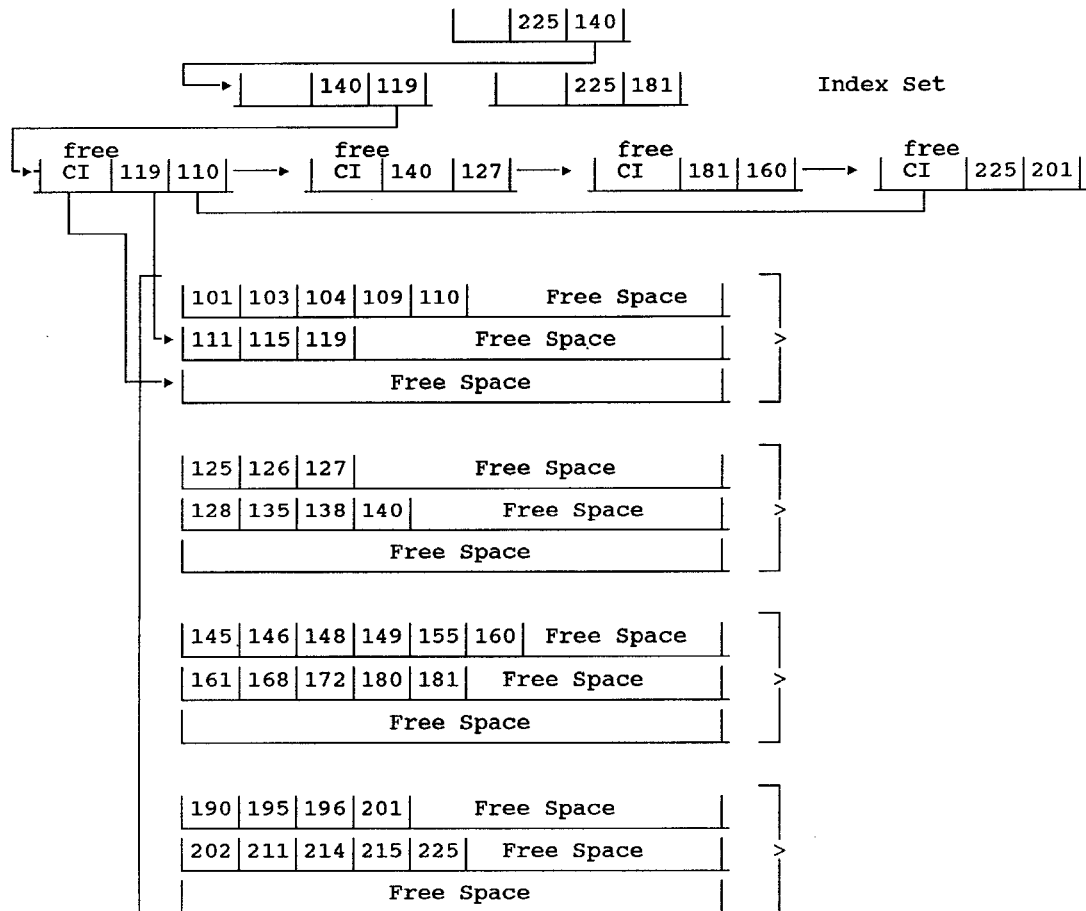 225 140
140 119 225 181 Index Set
free free free free
CI 119 110 CI 140 127 CI 181 160 CI 225 201
101 103 104 109 110 Free Space
>
111 115 119 Free Space
Free Space
125 126 127 Free Space
128 135 138 140 Free Space >
Free Space
145 146 148 149 155 160 Free Space
161 168 172 180 181 Free Space >
Free Space
190 195 196 201 Free Space
202 211 214 215 225 Free Space >
Free Space